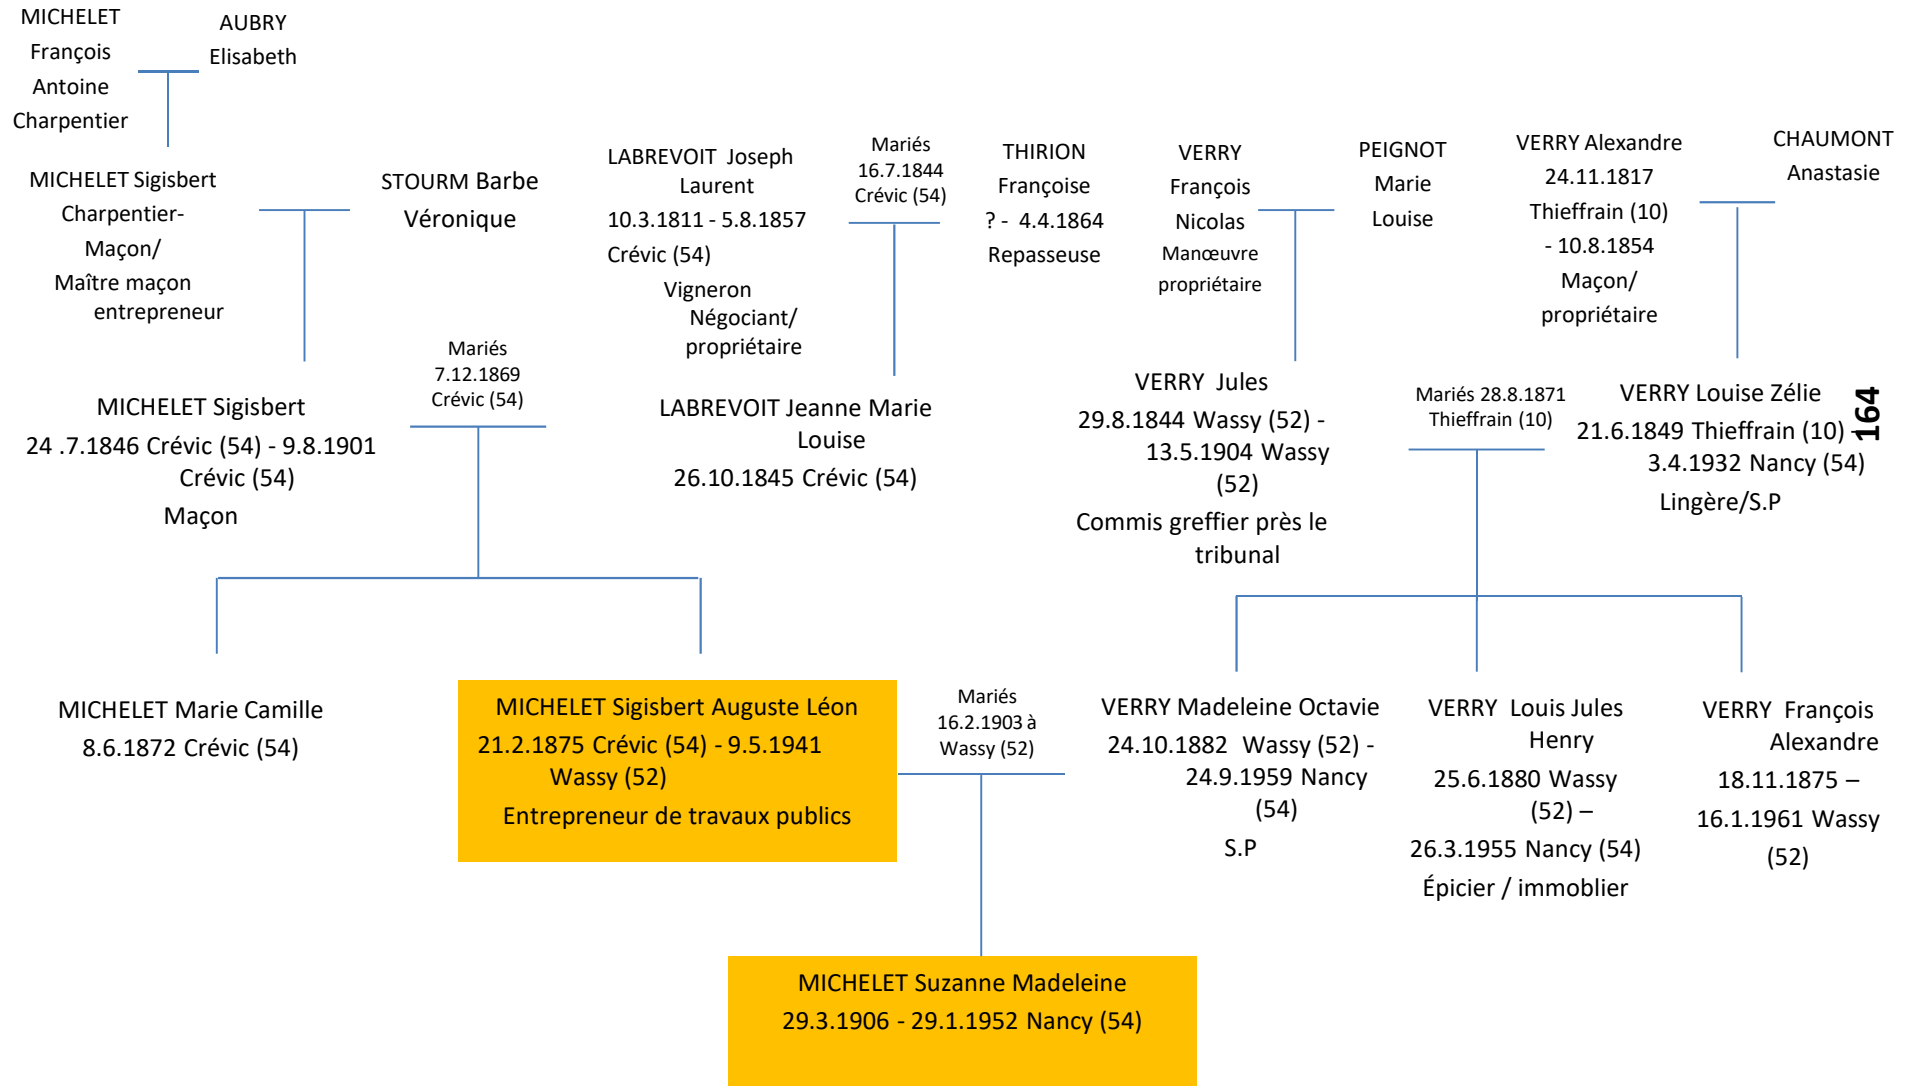 MICHELET
François
Antoine
Charpentier
AUBRY
Elisabeth
MICHELET Sigisbert
Charpentier-
Maçon/
Maître maçon
entrepreneur
STOURM Barbe
Véronique
LABREVOIT Joseph
Laurent
10.3.1811 - 5.8.1857
Crévic (54)
Vigneron
Négociant/
propriétaire
Mariés
16.7.1844
Crévic (54)
THIRION
Françoise
? - 4.4.1864
Repasseuse
VERRY
François
Nicolas
Manœuvre
propriétaire
PEIGNOT
Marie
Louise
VERRY Alexandre
24.11.1817
Thieffrain (10)
- 10.8.1854
Maçon/
propriétaire
CHAUMONT
Anastasie
MICHELET Sigisbert
24 .7.1846 Crévic (54) - 9.8.1901
Crévic (54)
Maçon
Mariés
7.12.1869
Crévic (54)
LABREVOIT Jeanne Marie
Louise
26.10.1845 Crévic (54)
VERRY Jules
29.8.1844 Wassy (52) -
13.5.1904 Wassy
(52)
Commis greffier près le
tribunal
Mariés 28.8.1871
Thieffrain (10)
VERRY Louise Zélie
21.6.1849 Thieffrain (10) -
3.4.1932 Nancy (54)
Lingère/S.P
164
MICHELET Marie Camille
8.6.1872 Crévic (54)
MICHELET Sigisbert Auguste Léon
21.2.1875 Crévic (54) - 9.5.1941
Wassy (52)
Entrepreneur de travaux publics
Mariés
16.2.1903 à
Wassy (52)
VERRY Madeleine Octavie
24.10.1882 Wassy (52) -
24.9.1959 Nancy
(54)
S.P
VERRY Louis Jules
Henry
25.6.1880 Wassy
(52) –
26.3.1955 Nancy (54)
Épicier / immoblier
VERRY François
Alexandre
18.11.1875 –
16.1.1961 Wassy
(52)
MICHELET Suzanne Madeleine
29.3.1906 - 29.1.1952 Nancy (54)